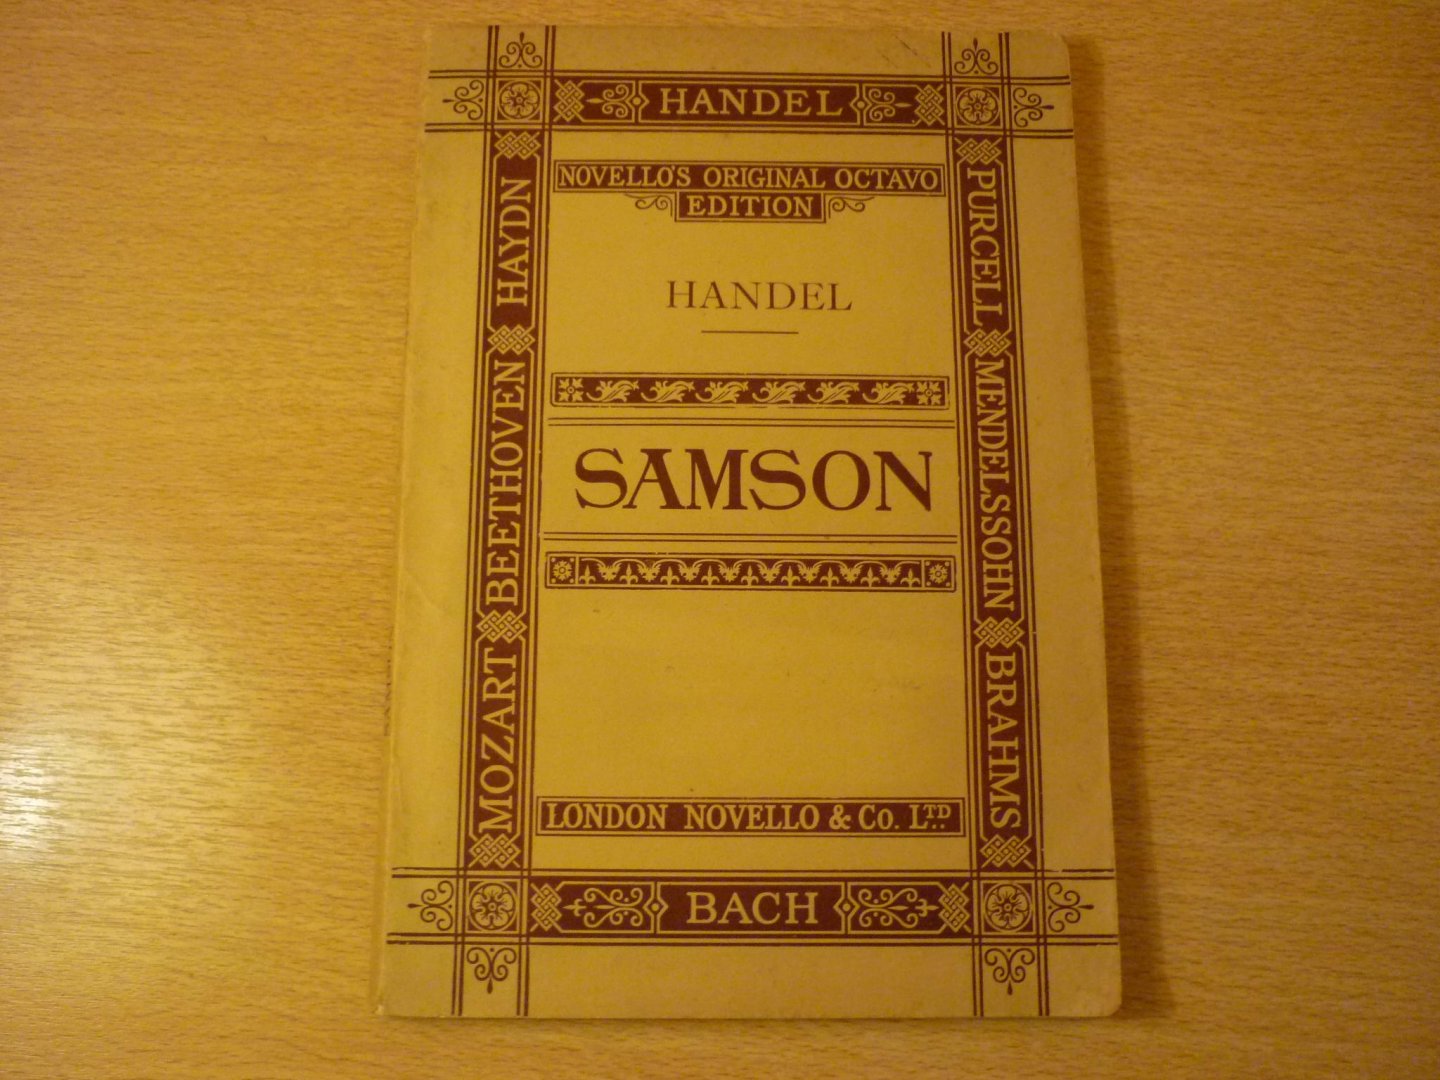 HANDEL
NOVELLO'S ORIGINAL OCTAVO
EDITION
HANDEL
SAMSON
LONDON NOVELLO & CO. LTD
BACH
MOZART BEETHOVEN HAYDN
PURCELL MENDELSSOHN BRAHMS